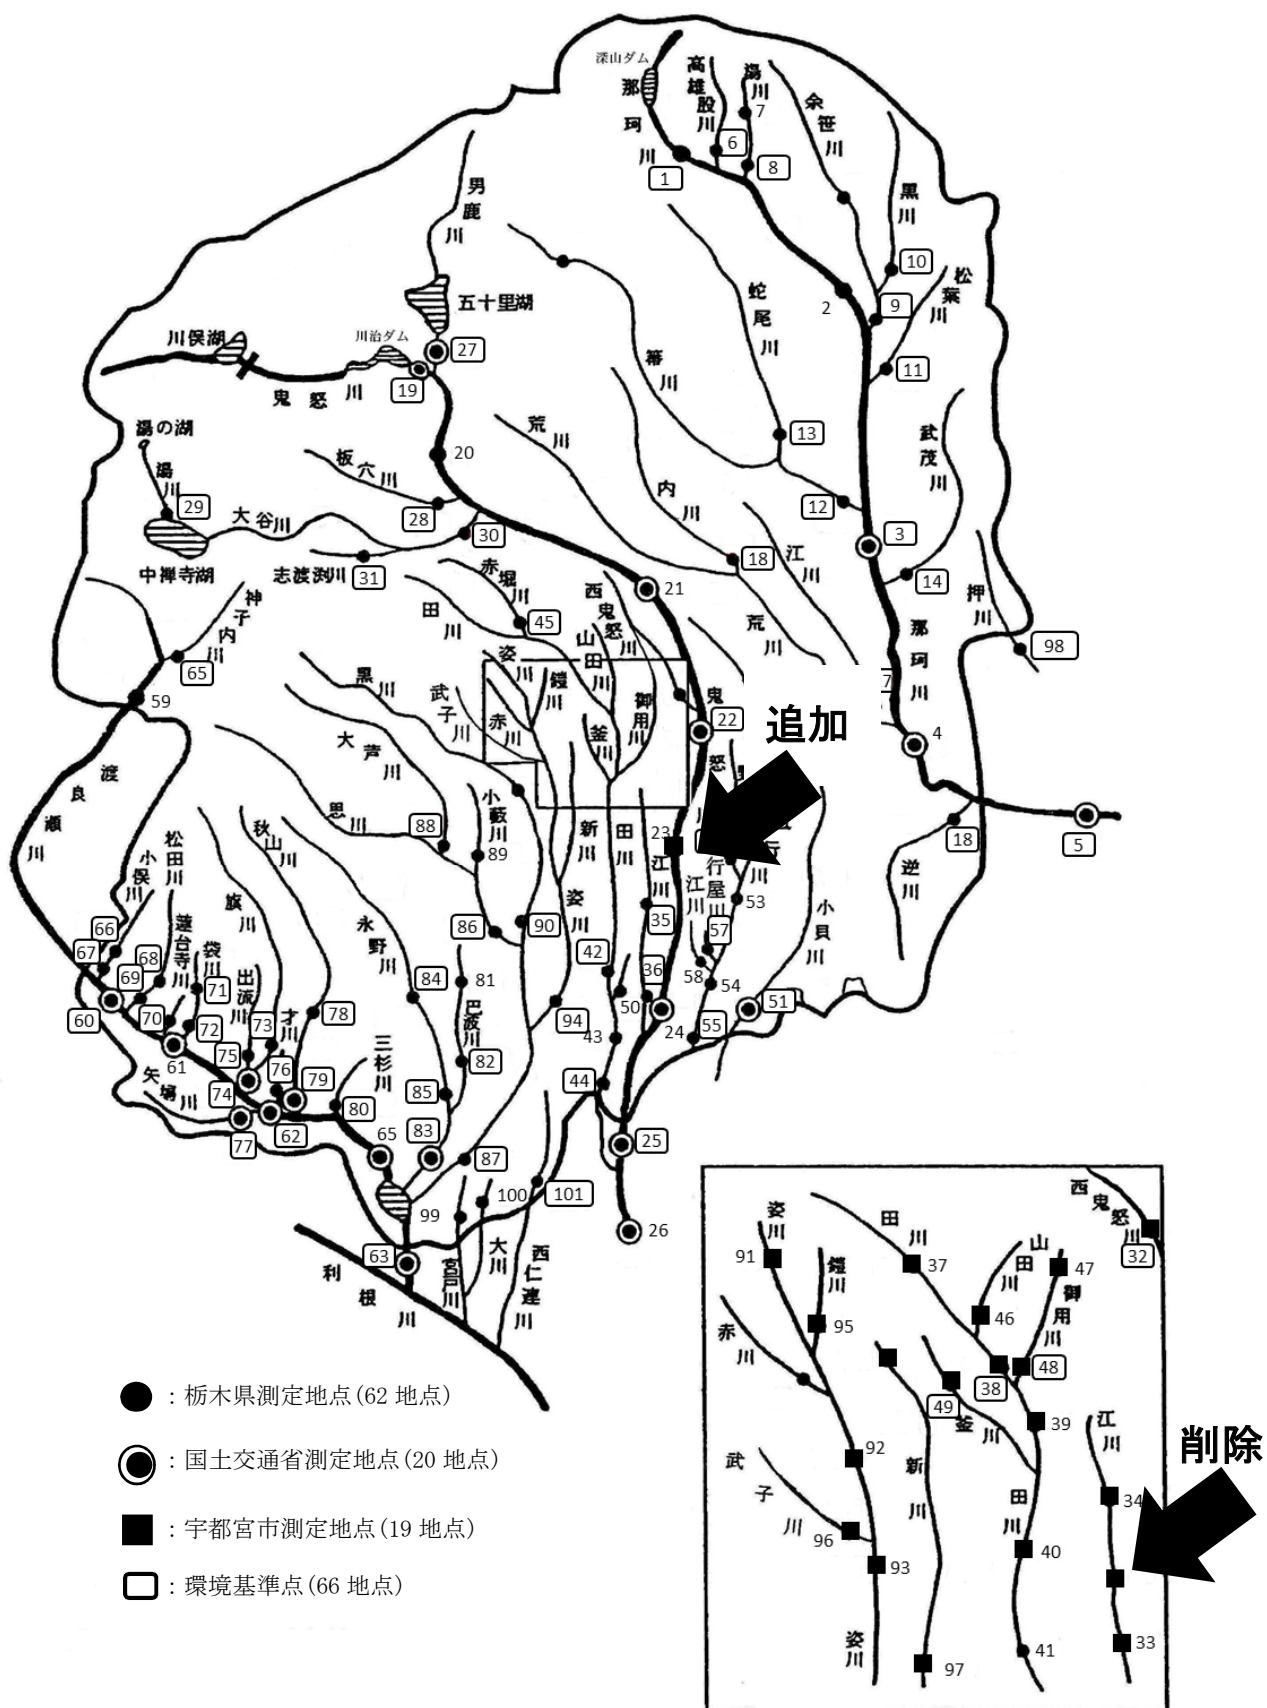 深山ダム
那珂川
高雄股川
湯川
余笹川
黒川
松葉川
7
6
8
1
10
9
2
11
男鹿川
五十里湖
川俣湖
川治ダム
27
19
鬼怒川
蛇尾川
箒川
13
武茂川
湯の湖
湯川
29
板穴川
20
荒川
内川
12
28
大谷川
30
3
中禅寺湖
志渡渕川
31
18
江川
14
押川
赤堀川
西鬼怒川
21
神子内川
田川
45
山田川
荒川
那珂川
98
65
姿川
鎧川
御用川
鬼
7
59
黒川
武子川
赤川
釜川
22
追加
4
大芦川
怒
渡良瀬川
小藪川
思川
88
89
新川
田川
23
江川
行
18
5
松田川
小俣川
秋山川
旗川
永野川
姿川
行屋川
江川
53
小貝川
逆川
66
67
68
69
蓮台寺川
袋川
71
出流川
86
90
35
57
84
81
42
36
58
54
60
70
72
73
才川
78
巴波川
94
50
43
24
55
51
61
75
76
79
三杉川
82
44
矢場川
74
80
85
77
62
65
83
87
25
99
100
101
26
63
利根川
宮戸川
大川
西仁連川
姿川
田川
西鬼怒川
32
91
鎧川
37
山田川
47
御用川
赤川
95
46
48
38
49
釜川
39
江川
削除
92
新川
武子川
田川
34
96
93
40
姿川
33
41
97
：栃木県測定地点(62 地点)
：国土交通省測定地点(20 地点)
：宇都宮市測定地点(19 地点)
：環境基準点(66 地点)